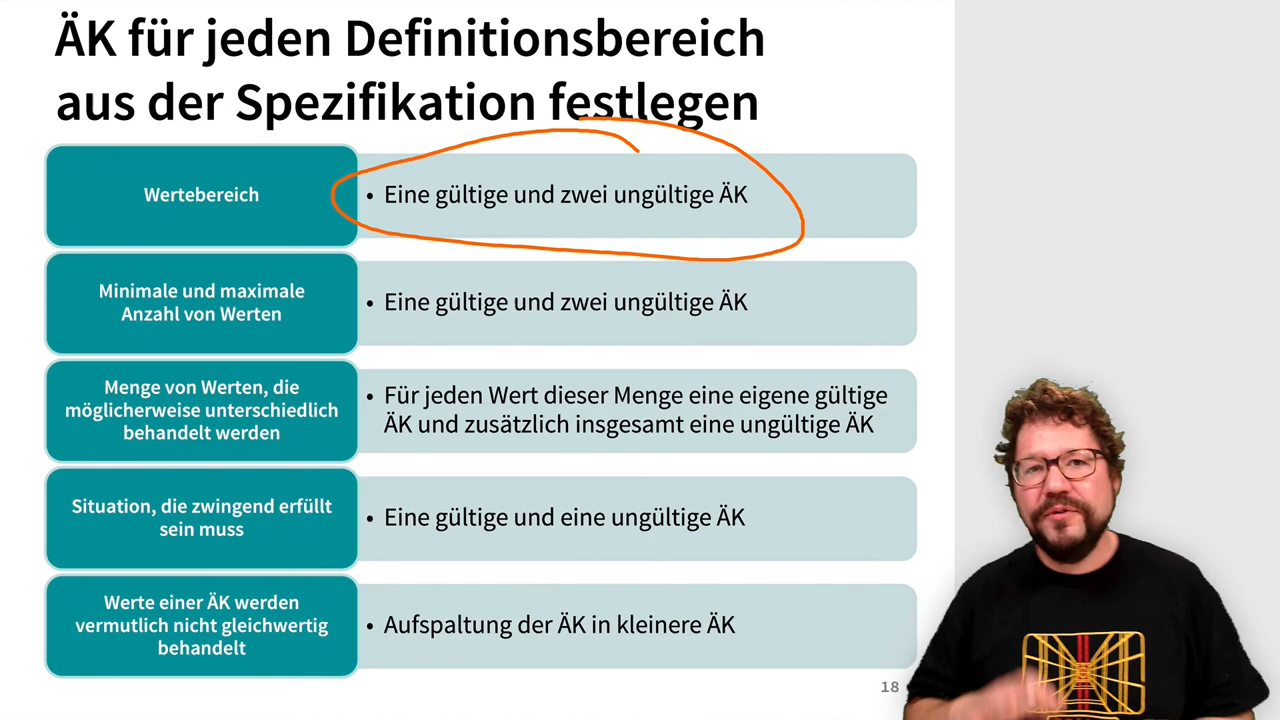 ÄK für jeden Definitionsbereich
aus der Spezifikation festlegen
Wertebereich
• Eine gültige und zwei ungültige ÄK
Minimale und maximale
Anzahl von Werten
• Eine gültige und zwei ungültige ÄK
Menge von Werten, die
möglicherweise unterschiedlich
behandelt werden
• Für jeden Wert dieser Menge eine eigene gültige
ÄK und zusätzlich insgesamt eine ungültige ÄK
Situation, die zwingend erfüllt
sein muss
• Eine gültige und eine ungültige ÄK
Werte einer ÄK werden
vermutlich nicht gleichwertig
behandelt
• Aufspaltung der ÄK in kleinere ÄK
18